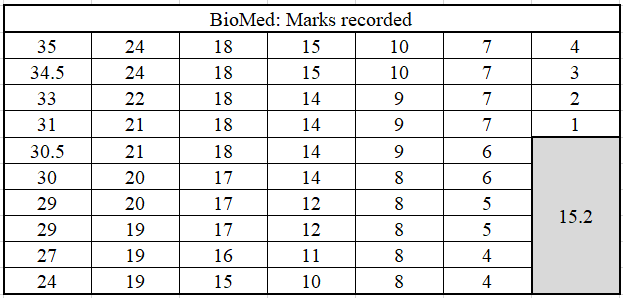 BioMed: Marks recorded
35 24 18 15 10 7 4
34.5 24 18 15 10 7 3
33 22 18 14 9 7 2
31 21 18 14 9 7 1
30.5 21 18 14 9 6
30 20 17 14 8 6
29 20 17 12 8 5
15.2
29 19 17 12 8 5
27 19 16 11 8 4
24 19 15 10 8 4